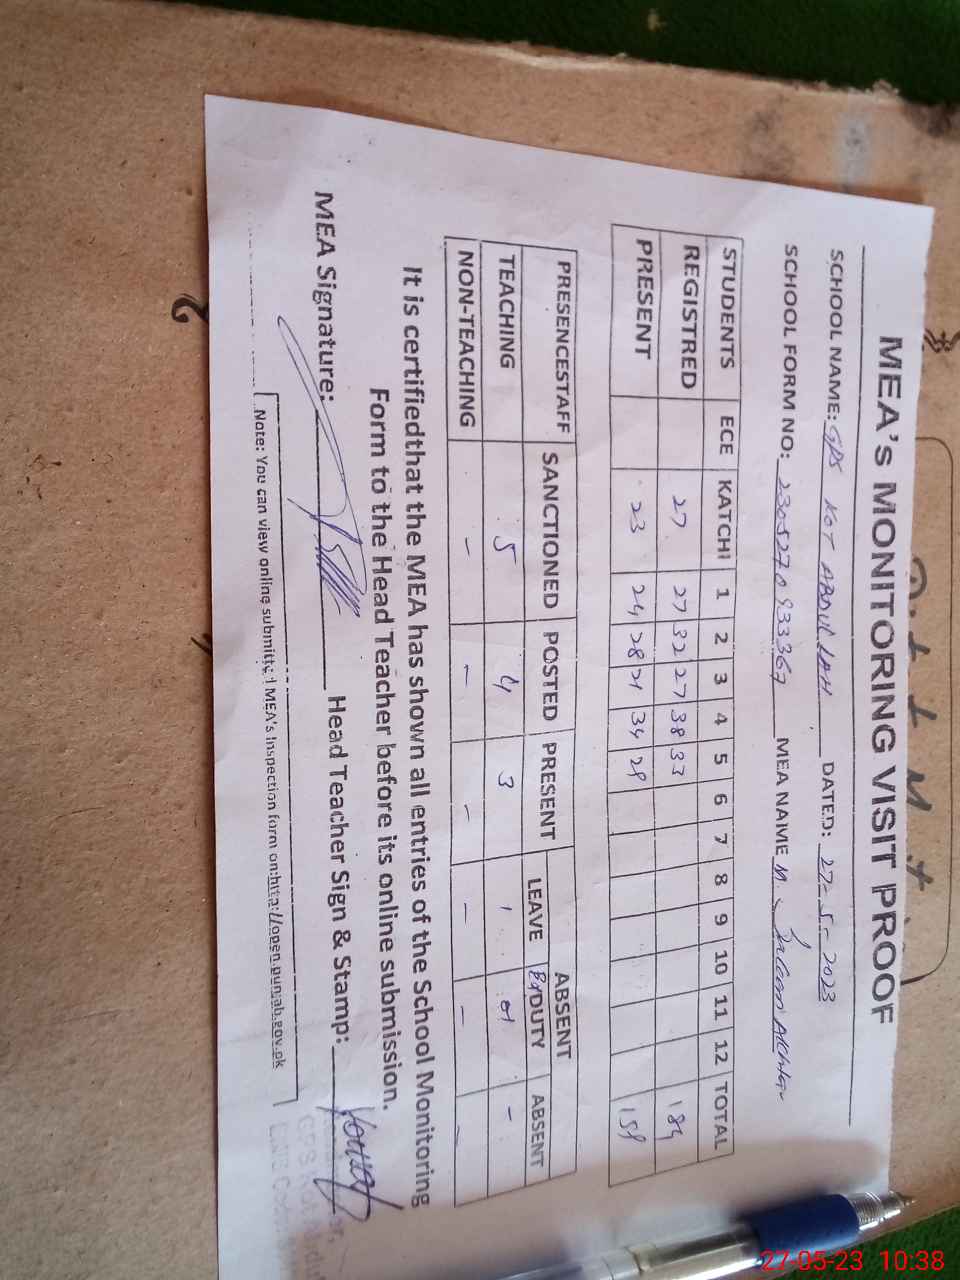 MEA's MONITORING VISIT PROOF
SCHOOL NAME: GPS KOT ABDULLAH DATED: 27-5-2023
SCHOOL FORM NO: MEA NAME M. Akhtar
STUDENTS ECE KATCHI 1 2 3 4 5 6 7 8 9 10 11 12 TOTAL
REGISTRED 27 27 32 27 38 33 184
PRESENT 23 24 28 21 34 29 159
PRESENCESTAFF SANCTIONED POSTED PRESENT ABSENT
LEAVE DUTY ABSENT
TEACHING 5 4 3 1 01 -
NON-TEACHING - - - - - -
It is certifiedthat the MEA has shown all entries of the School Monitoring
Form to the Head Teacher before its online submission.
MEA Signature: Head Teacher Sign & Stamp:
Note: You can view online submitted MEA's Inspection form on:http://open.punjab.gov.pk
27-05-23 10:38